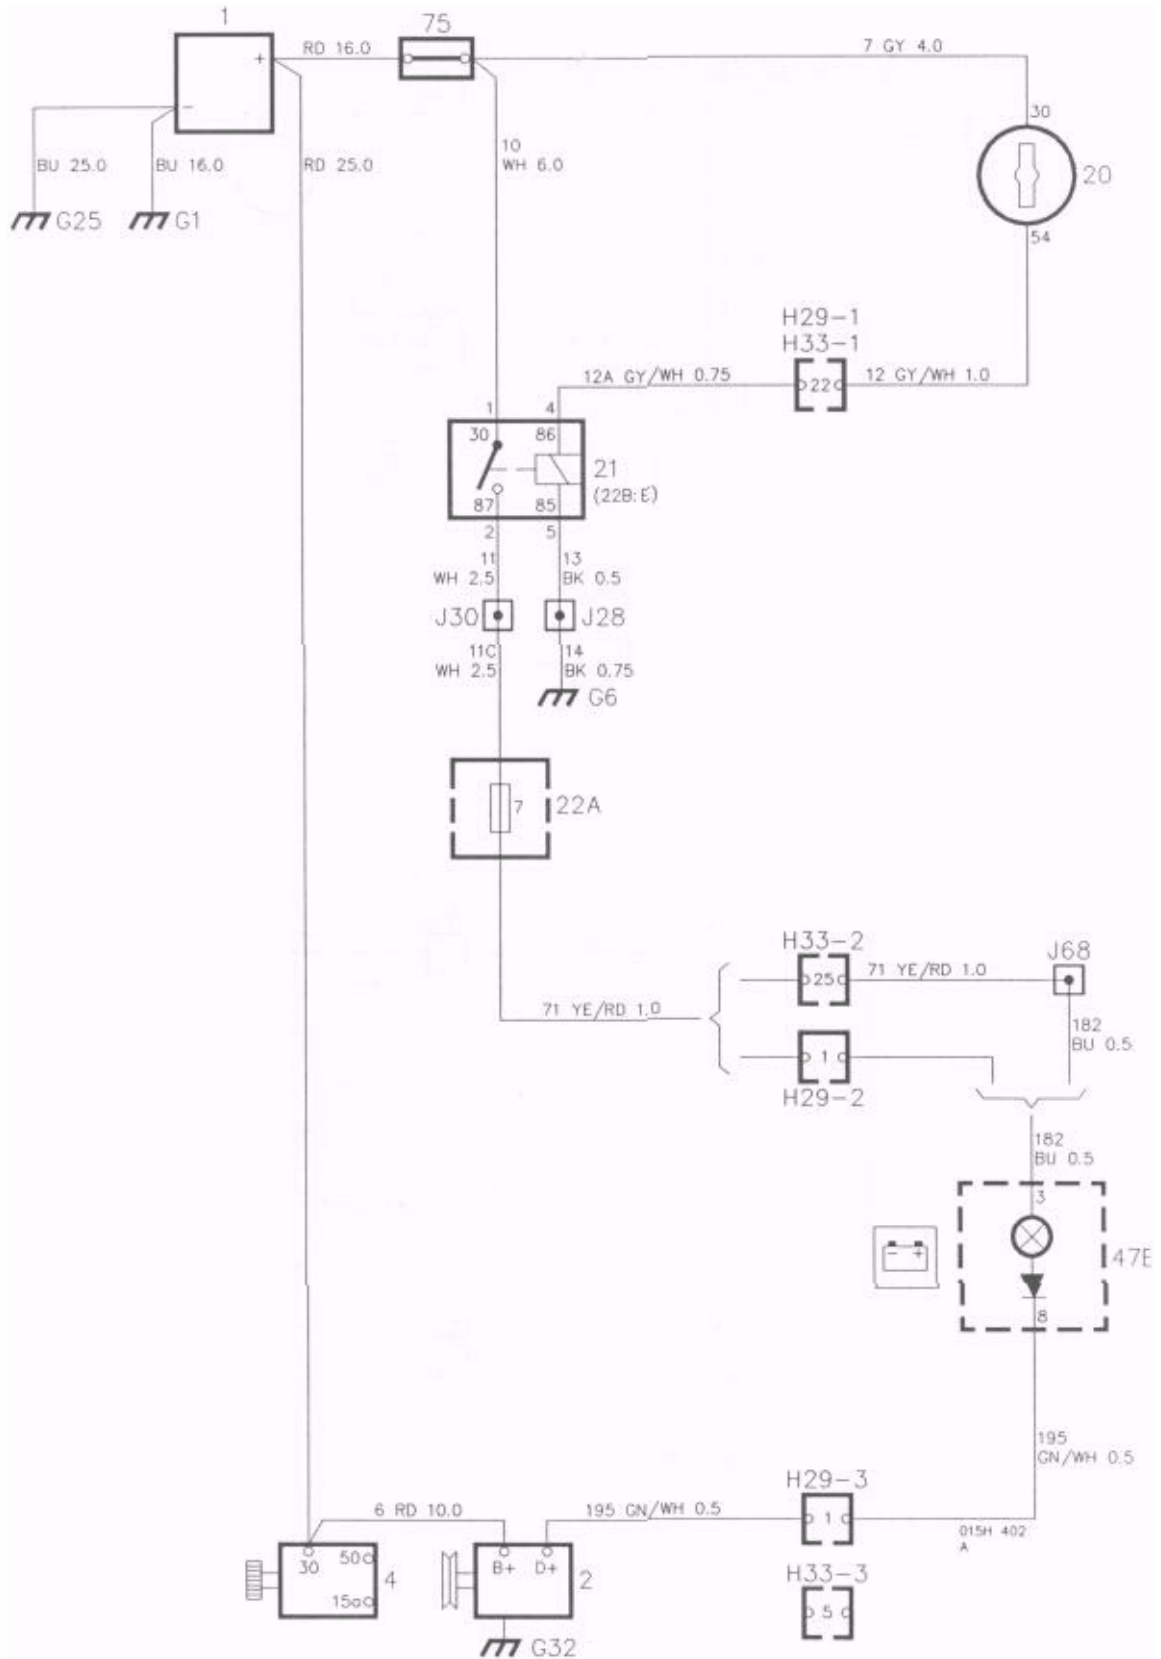 1
75
RD 16.0
7 GY 4.0
+
−
30
BU 25.0
BU 16.0
RD 25.0
10
WH 6.0
20
G25
G1
54
H29-1
H33-1
12A GY/WH 0.75
22
12 GY/WH 1.0
1
4
30
86
21
(22B:E)
87
85
2
5
11
WH 2.5
13
BK 0.5
J30
J28
11C
WH 2.5
14
BK 0.75
G6
7
22A
H33-2
J68
25
71 YE/RD 1.0
71 YE/RD 1.0
182
BU 0.5
1
H29-2
182
BU 0.5
3
− +
47E
8
195
GN/WH 0.5
H29-3
6 RD 10.0
195 GN/WH 0.5
1
015H 402
A
30
50
B+
D+
4
2
H33-3
15
5
G32